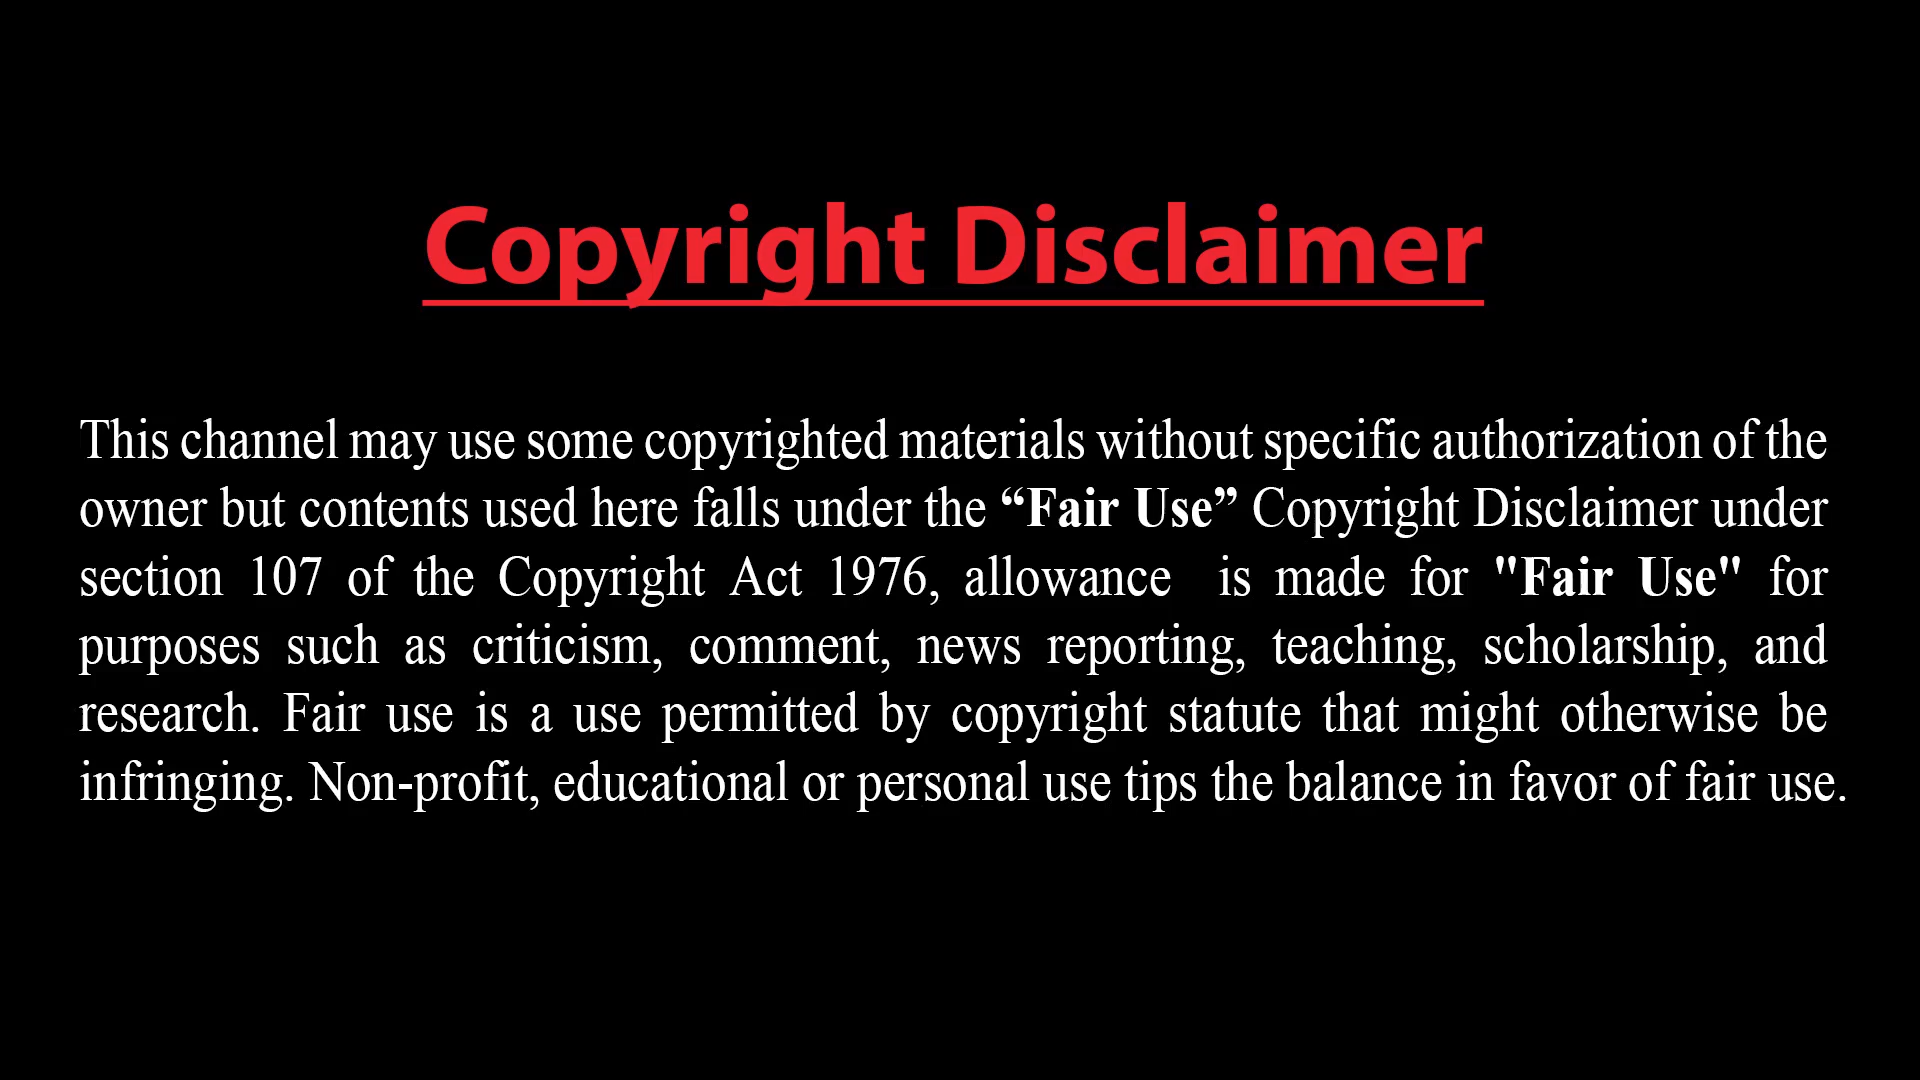 Copyright Disclaimer
This channel may use some copyrighted materials without specific authorization of the
owner but contents used here falls under the “Fair Use” Copyright Disclaimer under
section 107 of the Copyright Act 1976, allowance is made for "Fair Use" for
purposes such as criticism, comment, news reporting, teaching, scholarship, and
research. Fair use is a use permitted by copyright statute that might otherwise be
infringing. Non-profit, educational or personal use tips the balance in favor of fair use.